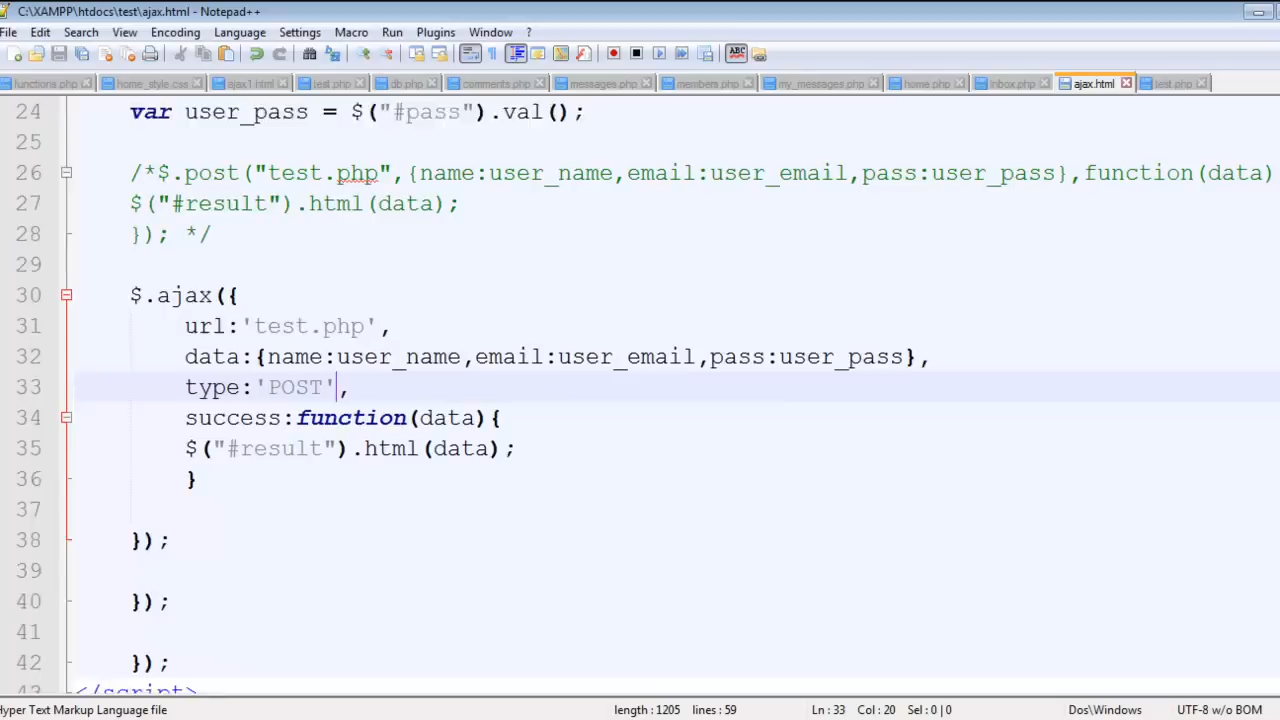 C:\XAMPP\htdocs\test\ajax.html - Notepad++
File Edit Search View Encoding Language Settings Macro Run Plugins Window ?
functions.php home_style.css ajax1.html test.php db.php comments.php messages.php members.php my_messages.php home.php inbox.php ajax.html test.php
24 var user_pass = $("#pass").val();
25
26 /*$.post("test.php",{name:user_name,email:user_email,pass:user_pass},function(data)
27 $("#result").html(data);
28 }); */
29
30 $.ajax({
31 url:'test.php',
32 data:{name:user_name,email:user_email,pass:user_pass},
33 type:'POST',
34 success:function(data){
35 $("#result").html(data);
36 }
37
38 });
39
40 });
41
42 });
43 </script>
Hyper Text Markup Language file length : 1205 lines : 59 Ln : 33 Col : 20 Sel : 0 | 0 Dos\Windows UTF-8 w/o BOM